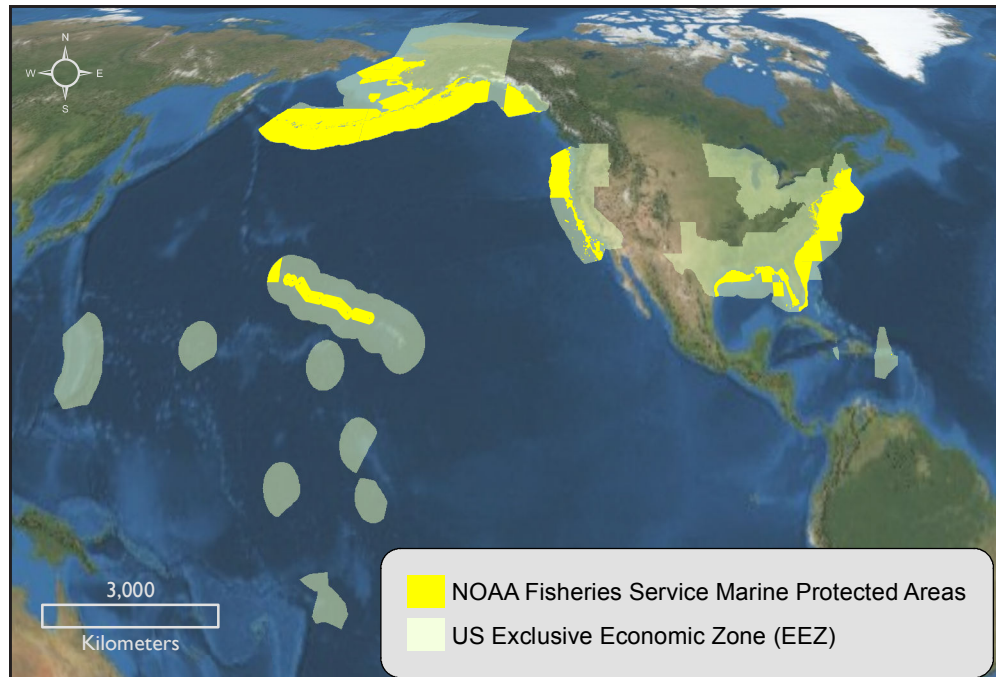 N
W E
S
3,000
Kilometers
NOAA Fisheries Service Marine Protected Areas
US Exclusive Economic Zone (EEZ)